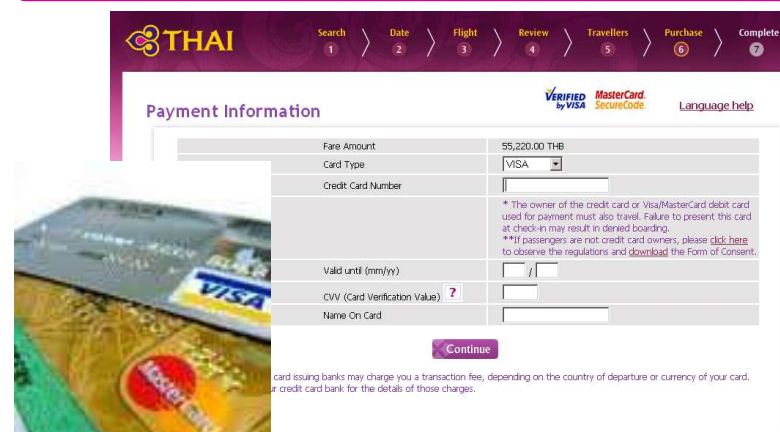 THAI
Search Date Flight Review Travellers Purchase Complete
1 2 3 4 5 6 7
Payment Information
VERIFIED by VISA MasterCard. SecureCode. Language help
Fare Amount 55,220.00 THB
Card Type VISA
Credit Card Number
* The owner of the credit card or Visa/MasterCard debit card
used for payment must also travel. Failure to present this card
at check-in may result in denied boarding.
**If passengers are not credit card owners, please click here
to observe the regulations and download the Form of Consent.
Valid until (mm/yy) /
CVV (Card Verification Value) ?
Name On Card
Continue
card issuing banks may charge you a transaction fee, depending on the country of departure or currency of your card.
r credit card bank for the details of those charges.
VISA
MasterCard